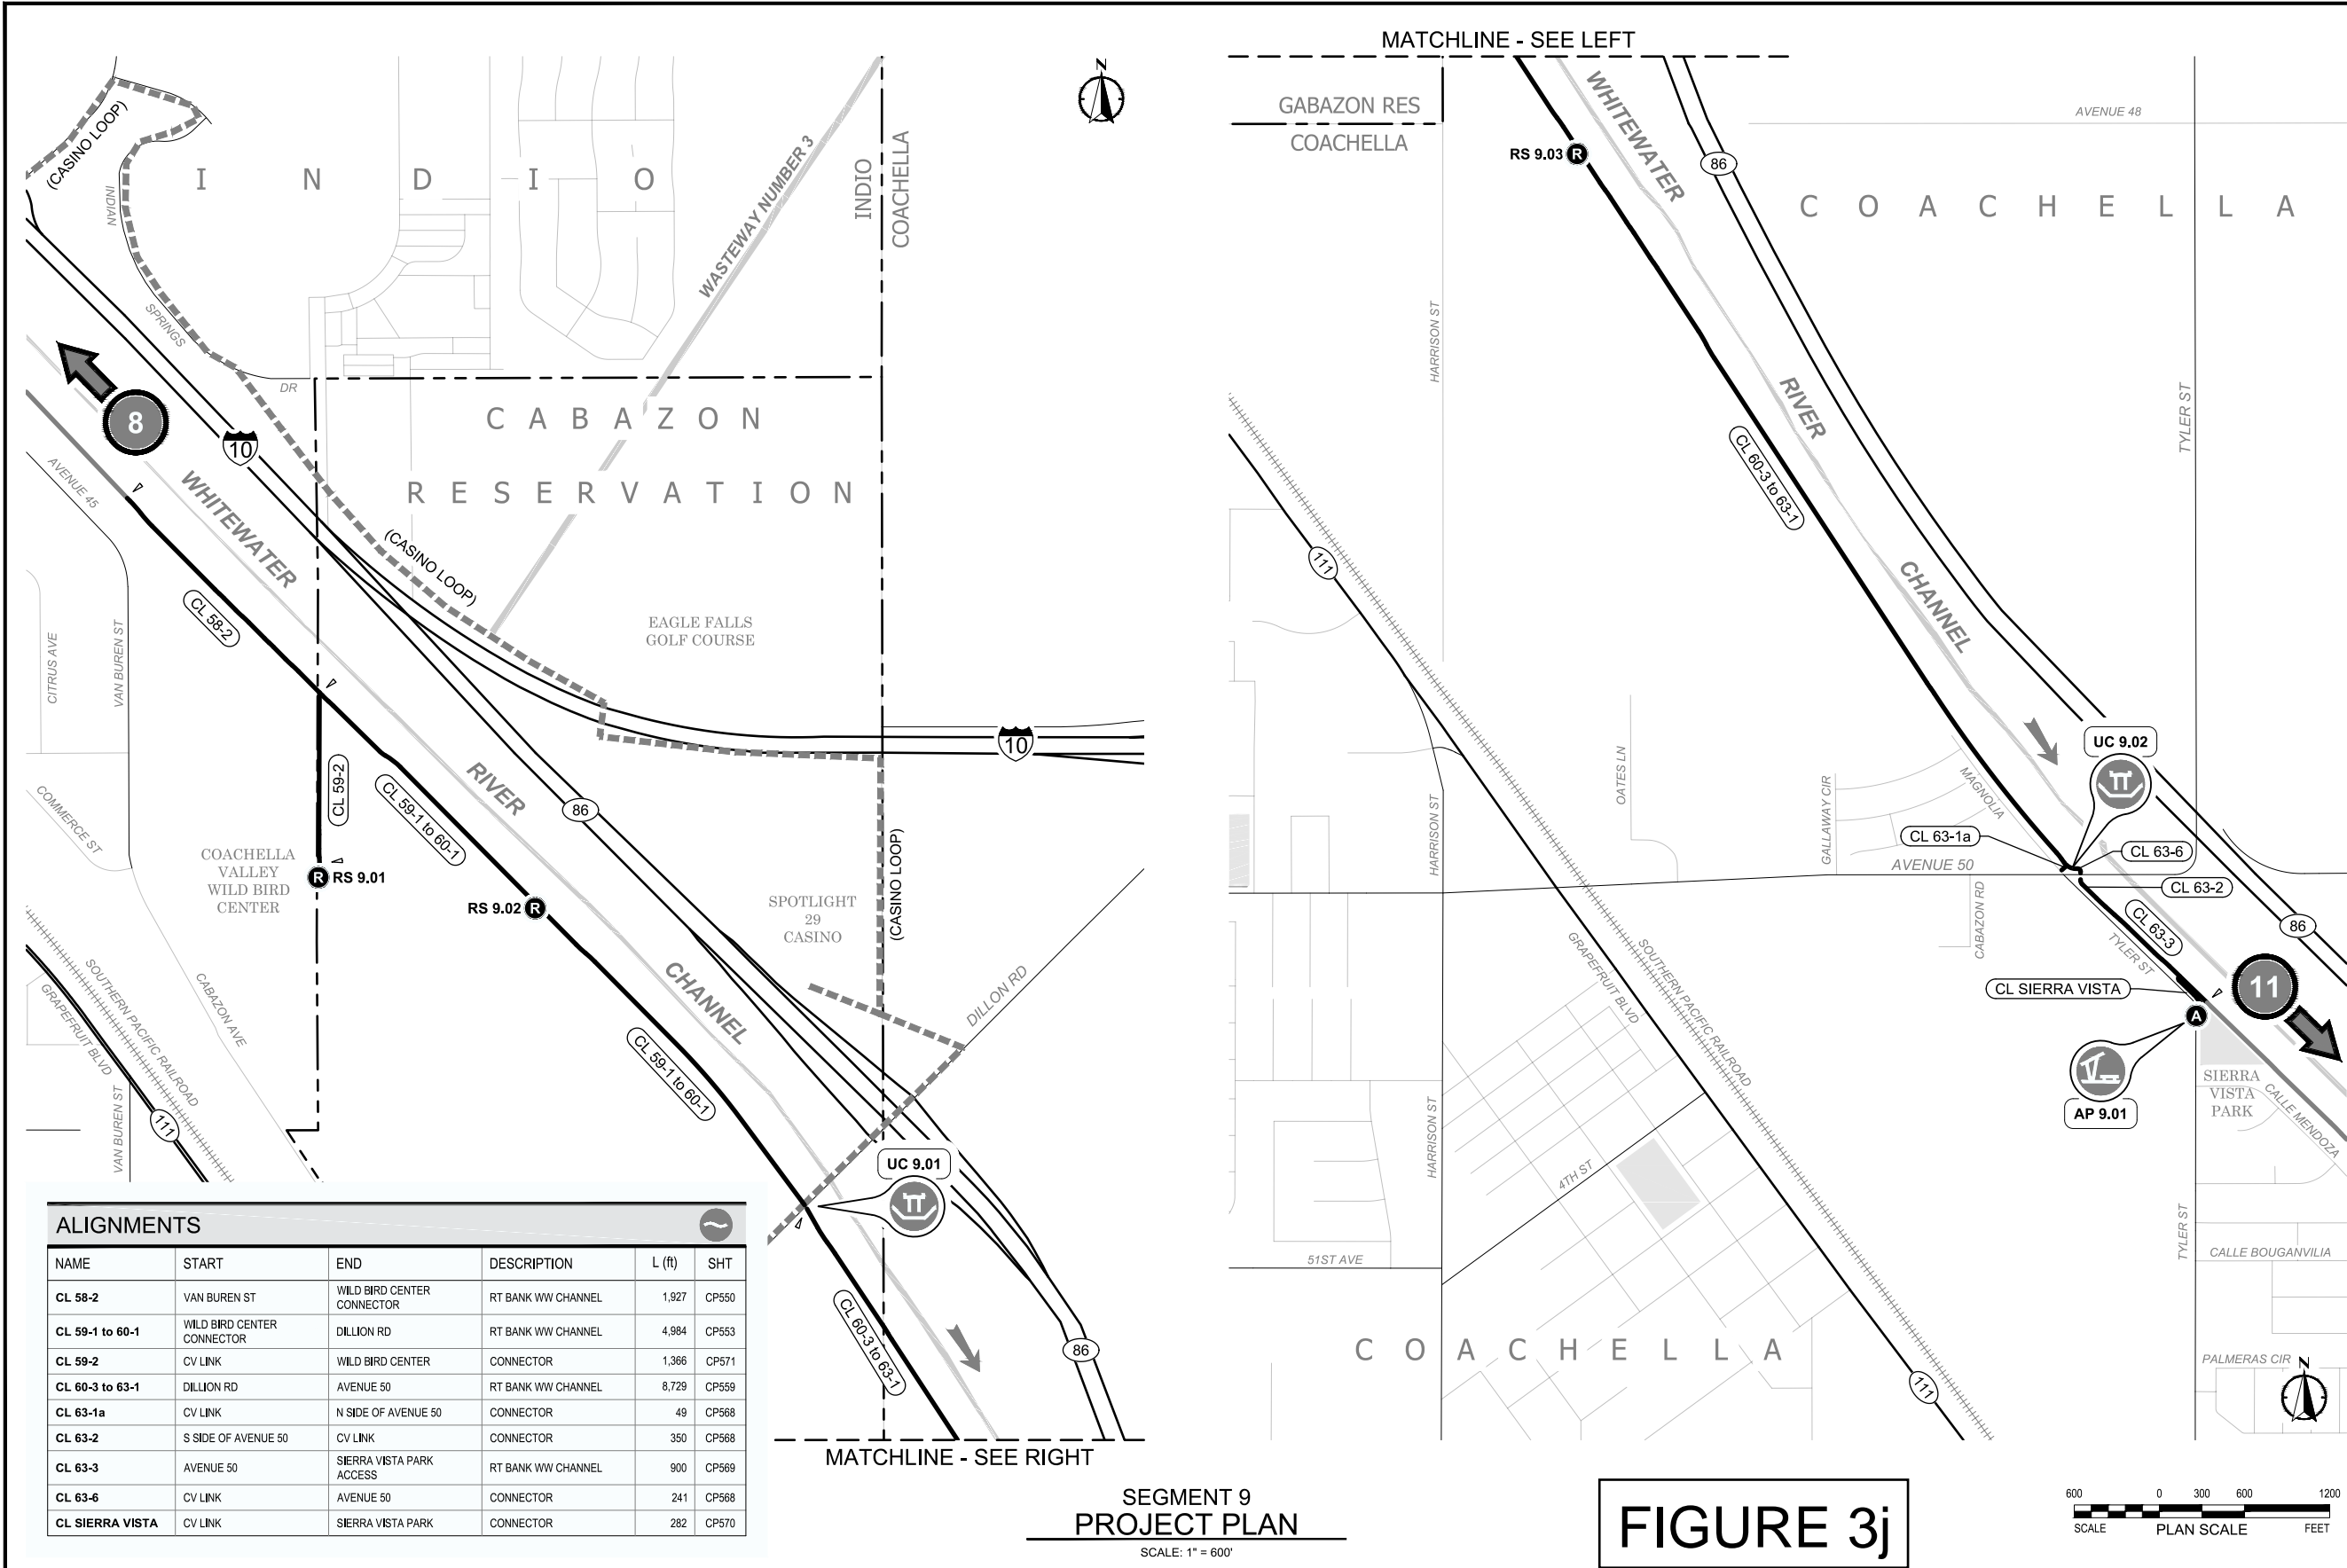 MATCHLINE - SEE LEFT
N
(CASINO LOOP)
INDIAN
SPRINGS
DR
I N D I O
WASTEWAY NUMBER 3
INDIO
COACHELLA
8
10
AVENUE 45
WHITEWATER
CABAZON
RESERVATION
(CASINO LOOP)
CL 58-2
CITRUS AVE
VAN BUREN ST
EAGLE FALLS
GOLF COURSE
10
CL 59-2
CL 59-1 to 60-1
RIVER
86
COMMERCE ST
COACHELLA
VALLEY
WILD BIRD
CENTER
R RS 9.01
RS 9.02 R
SPOTLIGHT
29
CASINO
(CASINO LOOP)
SOUTHERN PACIFIC RAILROAD
GRAPEFRUIT BLVD
CABAZON AVE
VAN BUREN ST
111
CHANNEL
DILLON RD
CL 59-1 to 60-1
UC 9.01
CL 60-3 to 63-1
86
MATCHLINE - SEE RIGHT
ALIGNMENTS
NAME START END DESCRIPTION L (ft) SHT
CL 58-2 VAN BUREN ST WILD BIRD CENTER CONNECTOR RT BANK WW CHANNEL 1,927 CP550
CL 59-1 to 60-1 WILD BIRD CENTER CONNECTOR DILLION RD RT BANK WW CHANNEL 4,984 CP553
CL 59-2 CV LINK WILD BIRD CENTER CONNECTOR 1,366 CP571
CL 60-3 to 63-1 DILLION RD AVENUE 50 RT BANK WW CHANNEL 8,729 CP559
CL 63-1a CV LINK N SIDE OF AVENUE 50 CONNECTOR 49 CP568
CL 63-2 S SIDE OF AVENUE 50 CV LINK CONNECTOR 350 CP568
CL 63-3 AVENUE 50 SIERRA VISTA PARK ACCESS RT BANK WW CHANNEL 900 CP569
CL 63-6 CV LINK AVENUE 50 CONNECTOR 241 CP568
CL SIERRA VISTA CV LINK SIERRA VISTA PARK CONNECTOR 282 CP570
GABAZON RES
COACHELLA
RS 9.03 R
WHITEWATER
86
AVENUE 48
C O A C H E L L A
HARRISON ST
RIVER
TYLER ST
CL 60-3 to 63-1
111
CHANNEL
UC 9.02
OATES LN
HARRISON ST
GALLAWAY CIR
MAGNOLIA
CL 63-1a
AVENUE 50
CL 63-6
CL 63-2
CABAZON RD
CL 63-3
TYLER ST
86
CL SIERRA VISTA
11
A
AP 9.01
SIERRA
VISTA
PARK
CALLE MENDOZA
GRAPEFRUIT BLVD
SOUTHERN PACIFIC RAILROAD
HARRISON ST
4TH ST
51ST AVE
TYLER ST
CALLE BOUGANVILIA
C O A C H E L L A
111
PALMERAS CIR
N
SEGMENT 9
PROJECT PLAN
SCALE: 1" = 600'
FIGURE 3j
600 0 300 600 1200
SCALE PLAN SCALE FEET